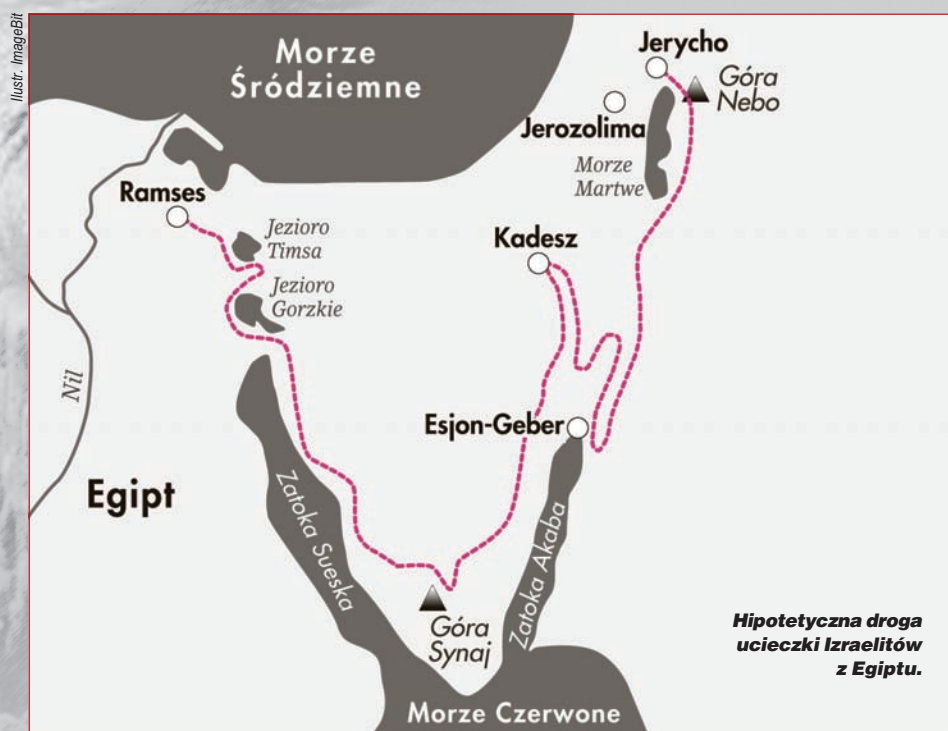 Ilustr. ImageBit
Morze
Śródziemne
Jerycho
Góra
Nebo
Jerozolima
Morze
Martwe
Ramses
Jezioro
Timsa
Kadesz
Jezioro
Gorzkie
Nil
Esjon-Geber
Egipt
Zatoka Sueska
Zatoka Akaba
Góra
Synaj
Hipotetyczna droga
ucieczki Izraelitów
z Egiptu.
Morze Czerwone